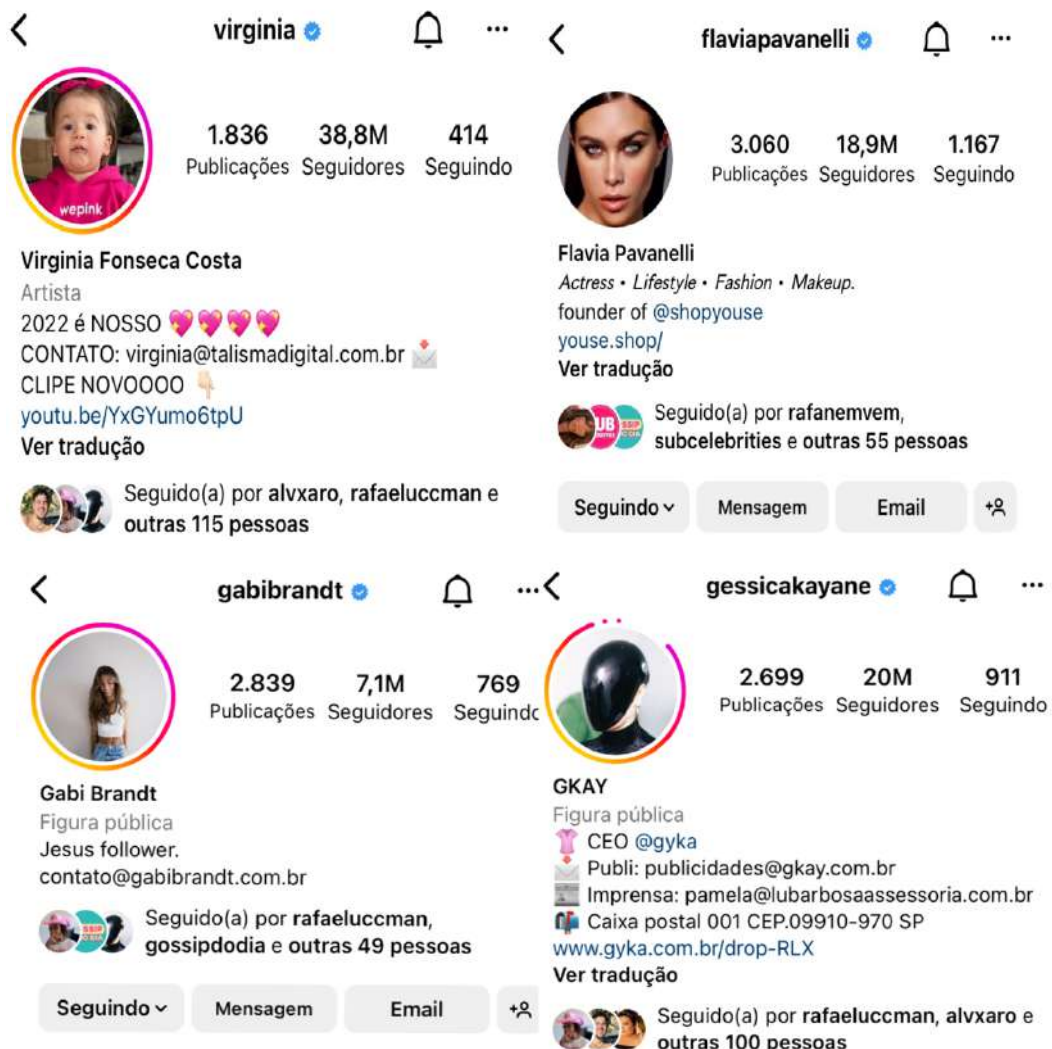 virginia
...
1.836 38,8M 414
Publicações Seguidores Seguindo
wepink
Virginia Fonseca Costa
Artista
2022 é NOSSO 💖💖💖💖
CONTATO: virginia@talismadigital.com.br 📩
CLIPE NOVOOOO 👇🏻
youtu.be/YxGYumo6tpU
Ver tradução
Seguido(a) por alvxaro, rafaeluccman e
outras 115 pessoas
flaviapavanelli
...
3.060 18,9M 1.167
Publicações Seguidores Seguindo
Flavia Pavanelli
Actress • Lifestyle • Fashion • Makeup.
founder of @shopyouse
youse.shop/
Ver tradução
UB
SSIP
Seguido(a) por rafanemvem,
subcelebrities e outras 55 pessoas
Seguindo Mensagem Email
gabibrandt
...
2.839 7,1M 769
Publicações Seguidores Seguindo
Gabi Brandt
Figura pública
Jesus follower.
contato@gabibrandt.com.br
SSIP
Seguido(a) por rafaeluccman,
gossipdodia e outras 49 pessoas
Seguindo Mensagem Email
gessicakayane
...
2.699 20M 911
Publicações Seguidores Seguindo
GKAY
Figura pública
👚 CEO @gyka
📩 Publi: publicidades@gkay.com.br
Imprensa: pamela@lubarbosaassessoria.com.br
📬 Caixa postal 001 CEP.09910-970 SP
www.gyka.com.br/drop-RLX
Ver tradução
Seguido(a) por rafaeluccman, alvxaro e
outras 100 pessoas